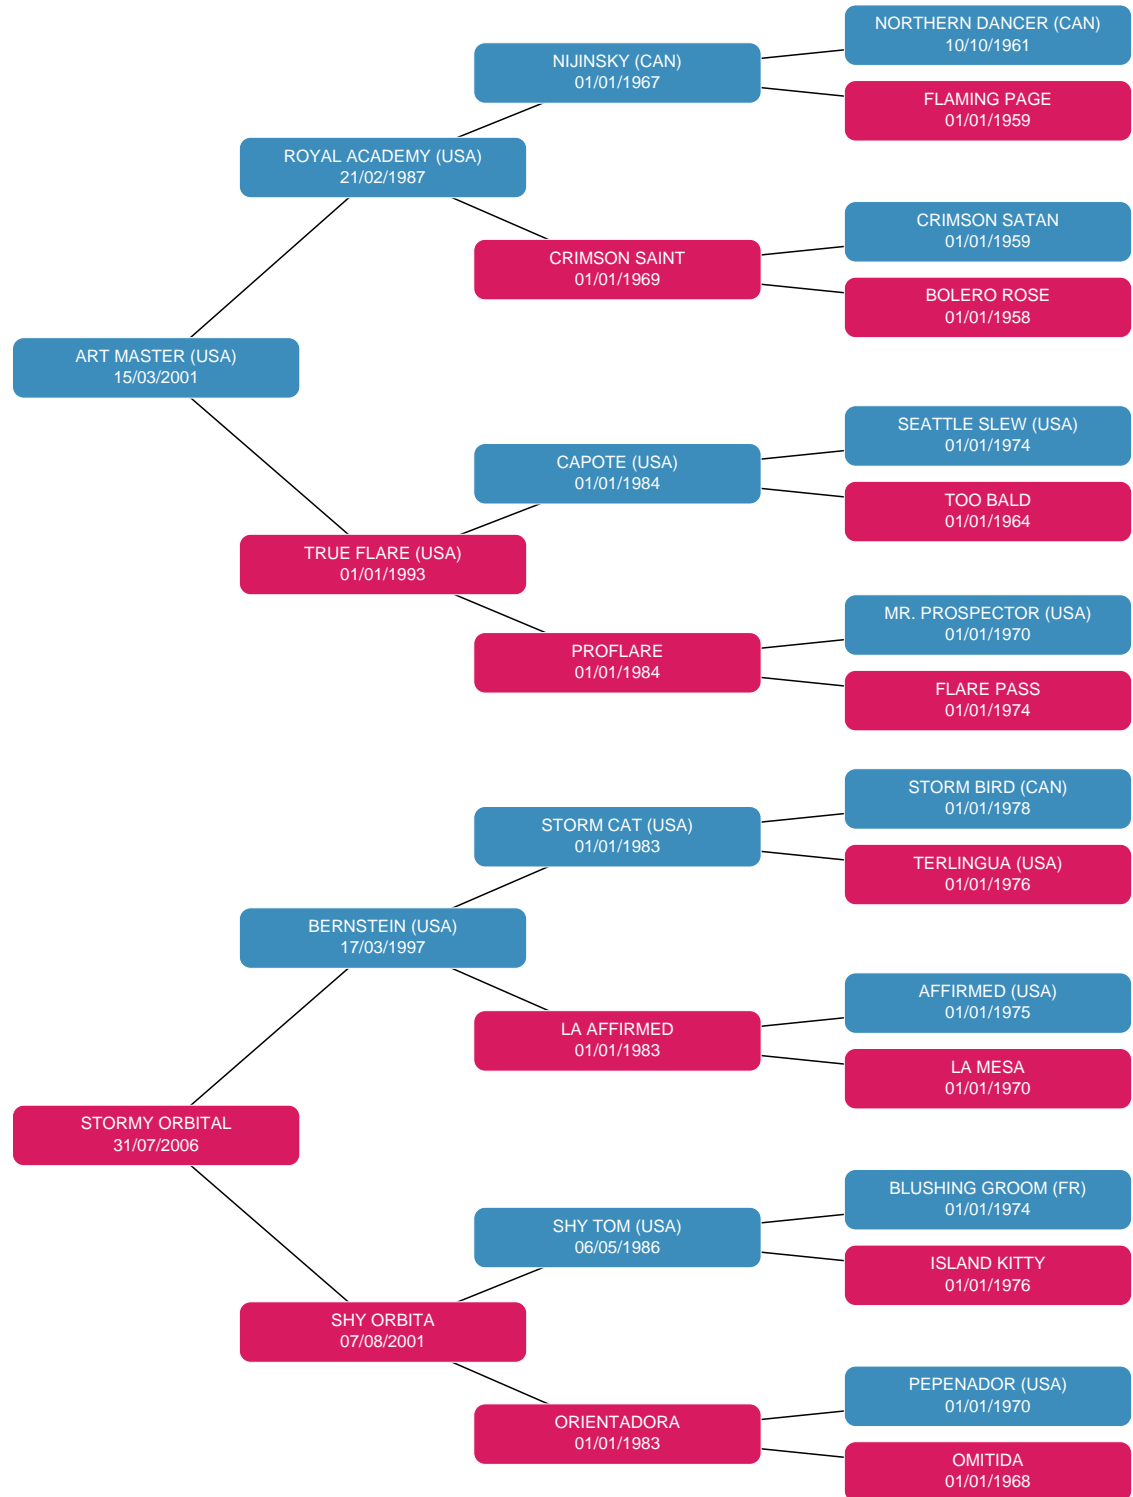 NORTHERN DANCER (CAN)
10/10/1961
NIJINSKY (CAN)
01/01/1967
FLAMING PAGE
01/01/1959
ROYAL ACADEMY (USA)
21/02/1987
CRIMSON SATAN
01/01/1959
CRIMSON SAINT
01/01/1969
BOLERO ROSE
01/01/1958
ART MASTER (USA)
15/03/2001
SEATTLE SLEW (USA)
01/01/1974
CAPOTE (USA)
01/01/1984
TOO BALD
01/01/1964
TRUE FLARE (USA)
01/01/1993
MR. PROSPECTOR (USA)
01/01/1970
PROFLARE
01/01/1984
FLARE PASS
01/01/1974
STORM BIRD (CAN)
01/01/1978
STORM CAT (USA)
01/01/1983
TERLINGUA (USA)
01/01/1976
BERNSTEIN (USA)
17/03/1997
AFFIRMED (USA)
01/01/1975
LA AFFIRMED
01/01/1983
LA MESA
01/01/1970
STORMY ORBITAL
31/07/2006
BLUSHING GROOM (FR)
01/01/1974
SHY TOM (USA)
06/05/1986
ISLAND KITTY
01/01/1976
SHY ORBITA
07/08/2001
PEPENADOR (USA)
01/01/1970
ORIENTADORA
01/01/1983
OMITIDA
01/01/1968